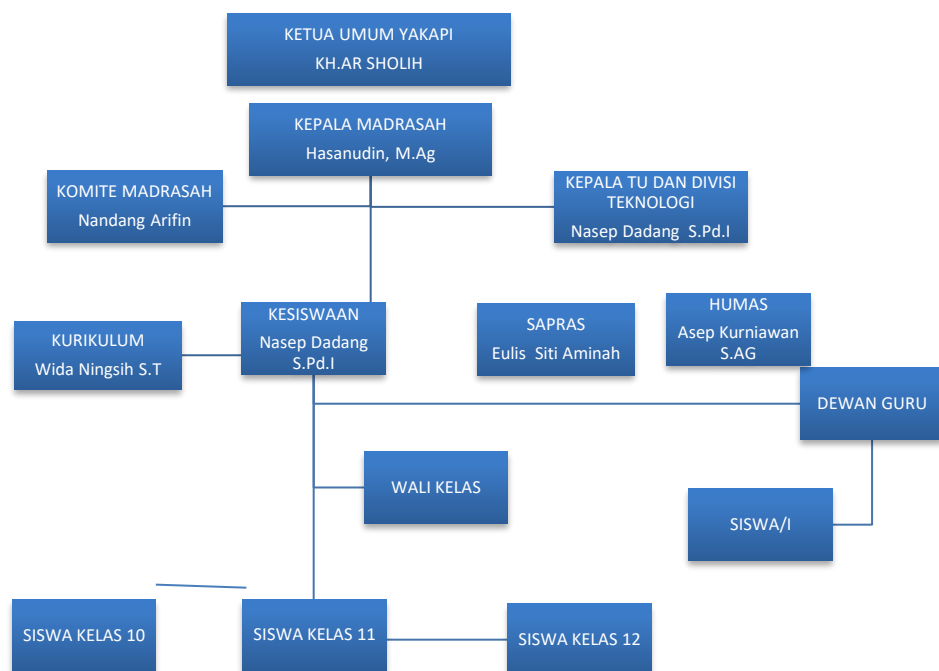 KETUA UMUM YAKAPI
KH.AR SHOLIH
KEPALA MADRASAH
Hasanudin, M.Ag
KOMITE MADRASAH
Nandang Arifin
KEPALA TU DAN DIVISI
TEKNOLOGI
Nasep Dadang S.Pd.I
KURIKULUM
Wida Ningsih S.T
KESISWAAN
Nasep Dadang
S.Pd.I
SAPRAS
Eulis Siti Aminah
HUMAS
Asep Kurniawan
S.AG
DEWAN GURU
WALI KELAS
SISWA/I
SISWA KELAS 10
SISWA KELAS 11
SISWA KELAS 12